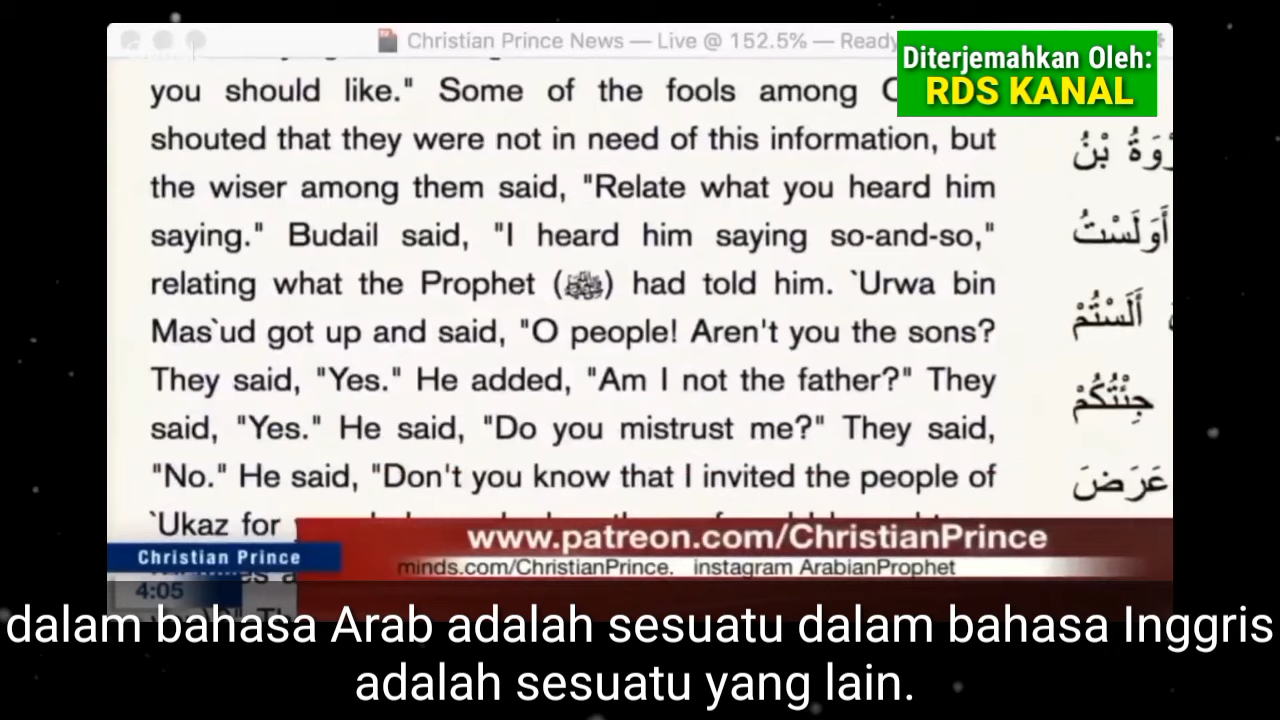 Christian Prince News — Live @ 152.5% — Ready
Diterjemahkan Oleh:
RDS KANAL
you should like." Some of the fools among
shouted that they were not in need of this information, but
the wiser among them said, "Relate what you heard him
saying." Budail said, "I heard him saying so-and-so,"
relating what the Prophet (ﷺ) had told him. `Urwa bin
Mas`ud got up and said, "O people! Aren't you the sons?
They said, "Yes." He added, "Am I not the father?" They
said, "Yes." He said, "Do you mistrust me?" They said,
"No." He said, "Don't you know that I invited the people of
`Ukaz for
بْنُ
أَوَلَسْتُ
أَلَسْتُمْ
جِئْتُكُمْ
عَرَضَ
www.patreon.com/ChristianPrince
Christian Prince
minds.com/ChristianPrince. instagram ArabianProphet
4:05
dalam bahasa Arab adalah sesuatu dalam bahasa Inggris
adalah sesuatu yang lain.